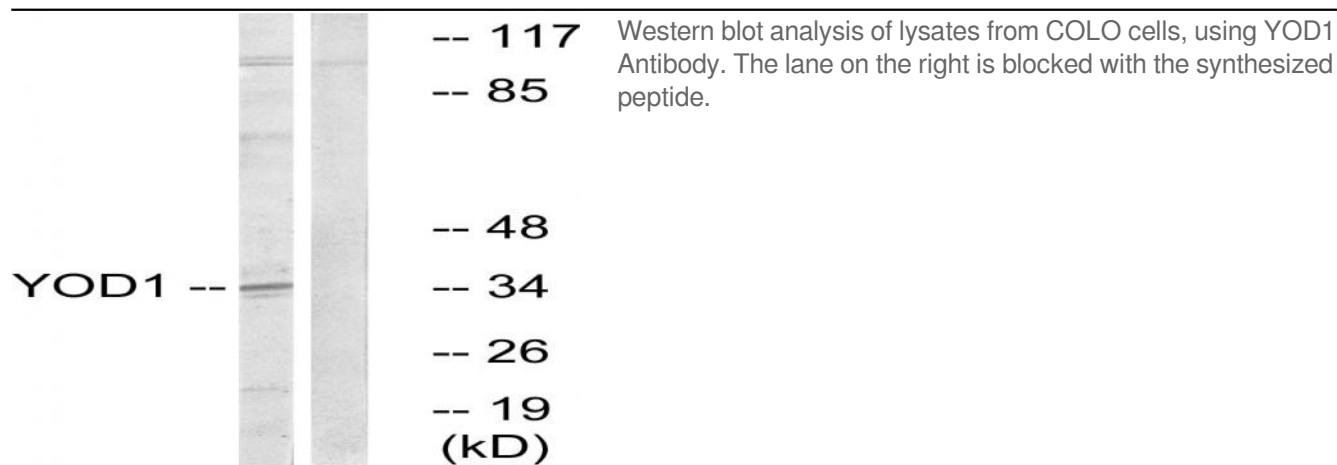 -- 117
-- 85
-- 48
YOD1 -- -- 34
-- 26
-- 19
(kD)
Western blot analysis of lysates from COLO cells, using YOD1
Antibody. The lane on the right is blocked with the synthesized
peptide.